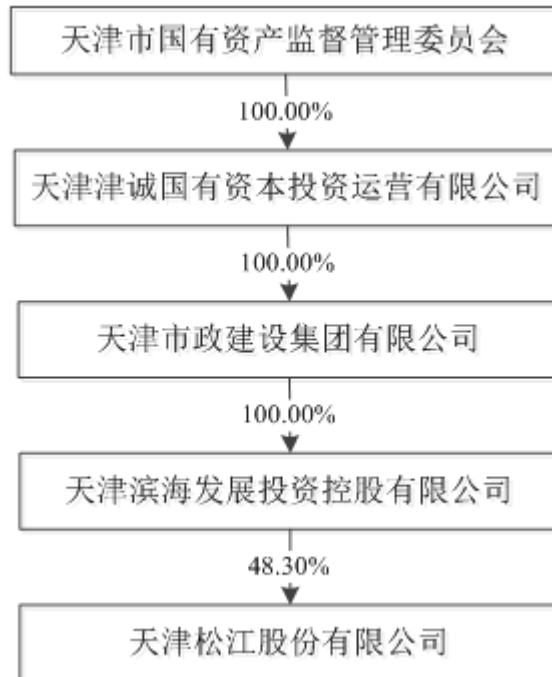 天津市国有资产监督管理委员会
100.00%
天津津诚国有资本投资运营有限公司
100.00%
天津市政建设集团有限公司
100.00%
天津滨海发展投资控股有限公司
48.30%
天津松江股份有限公司